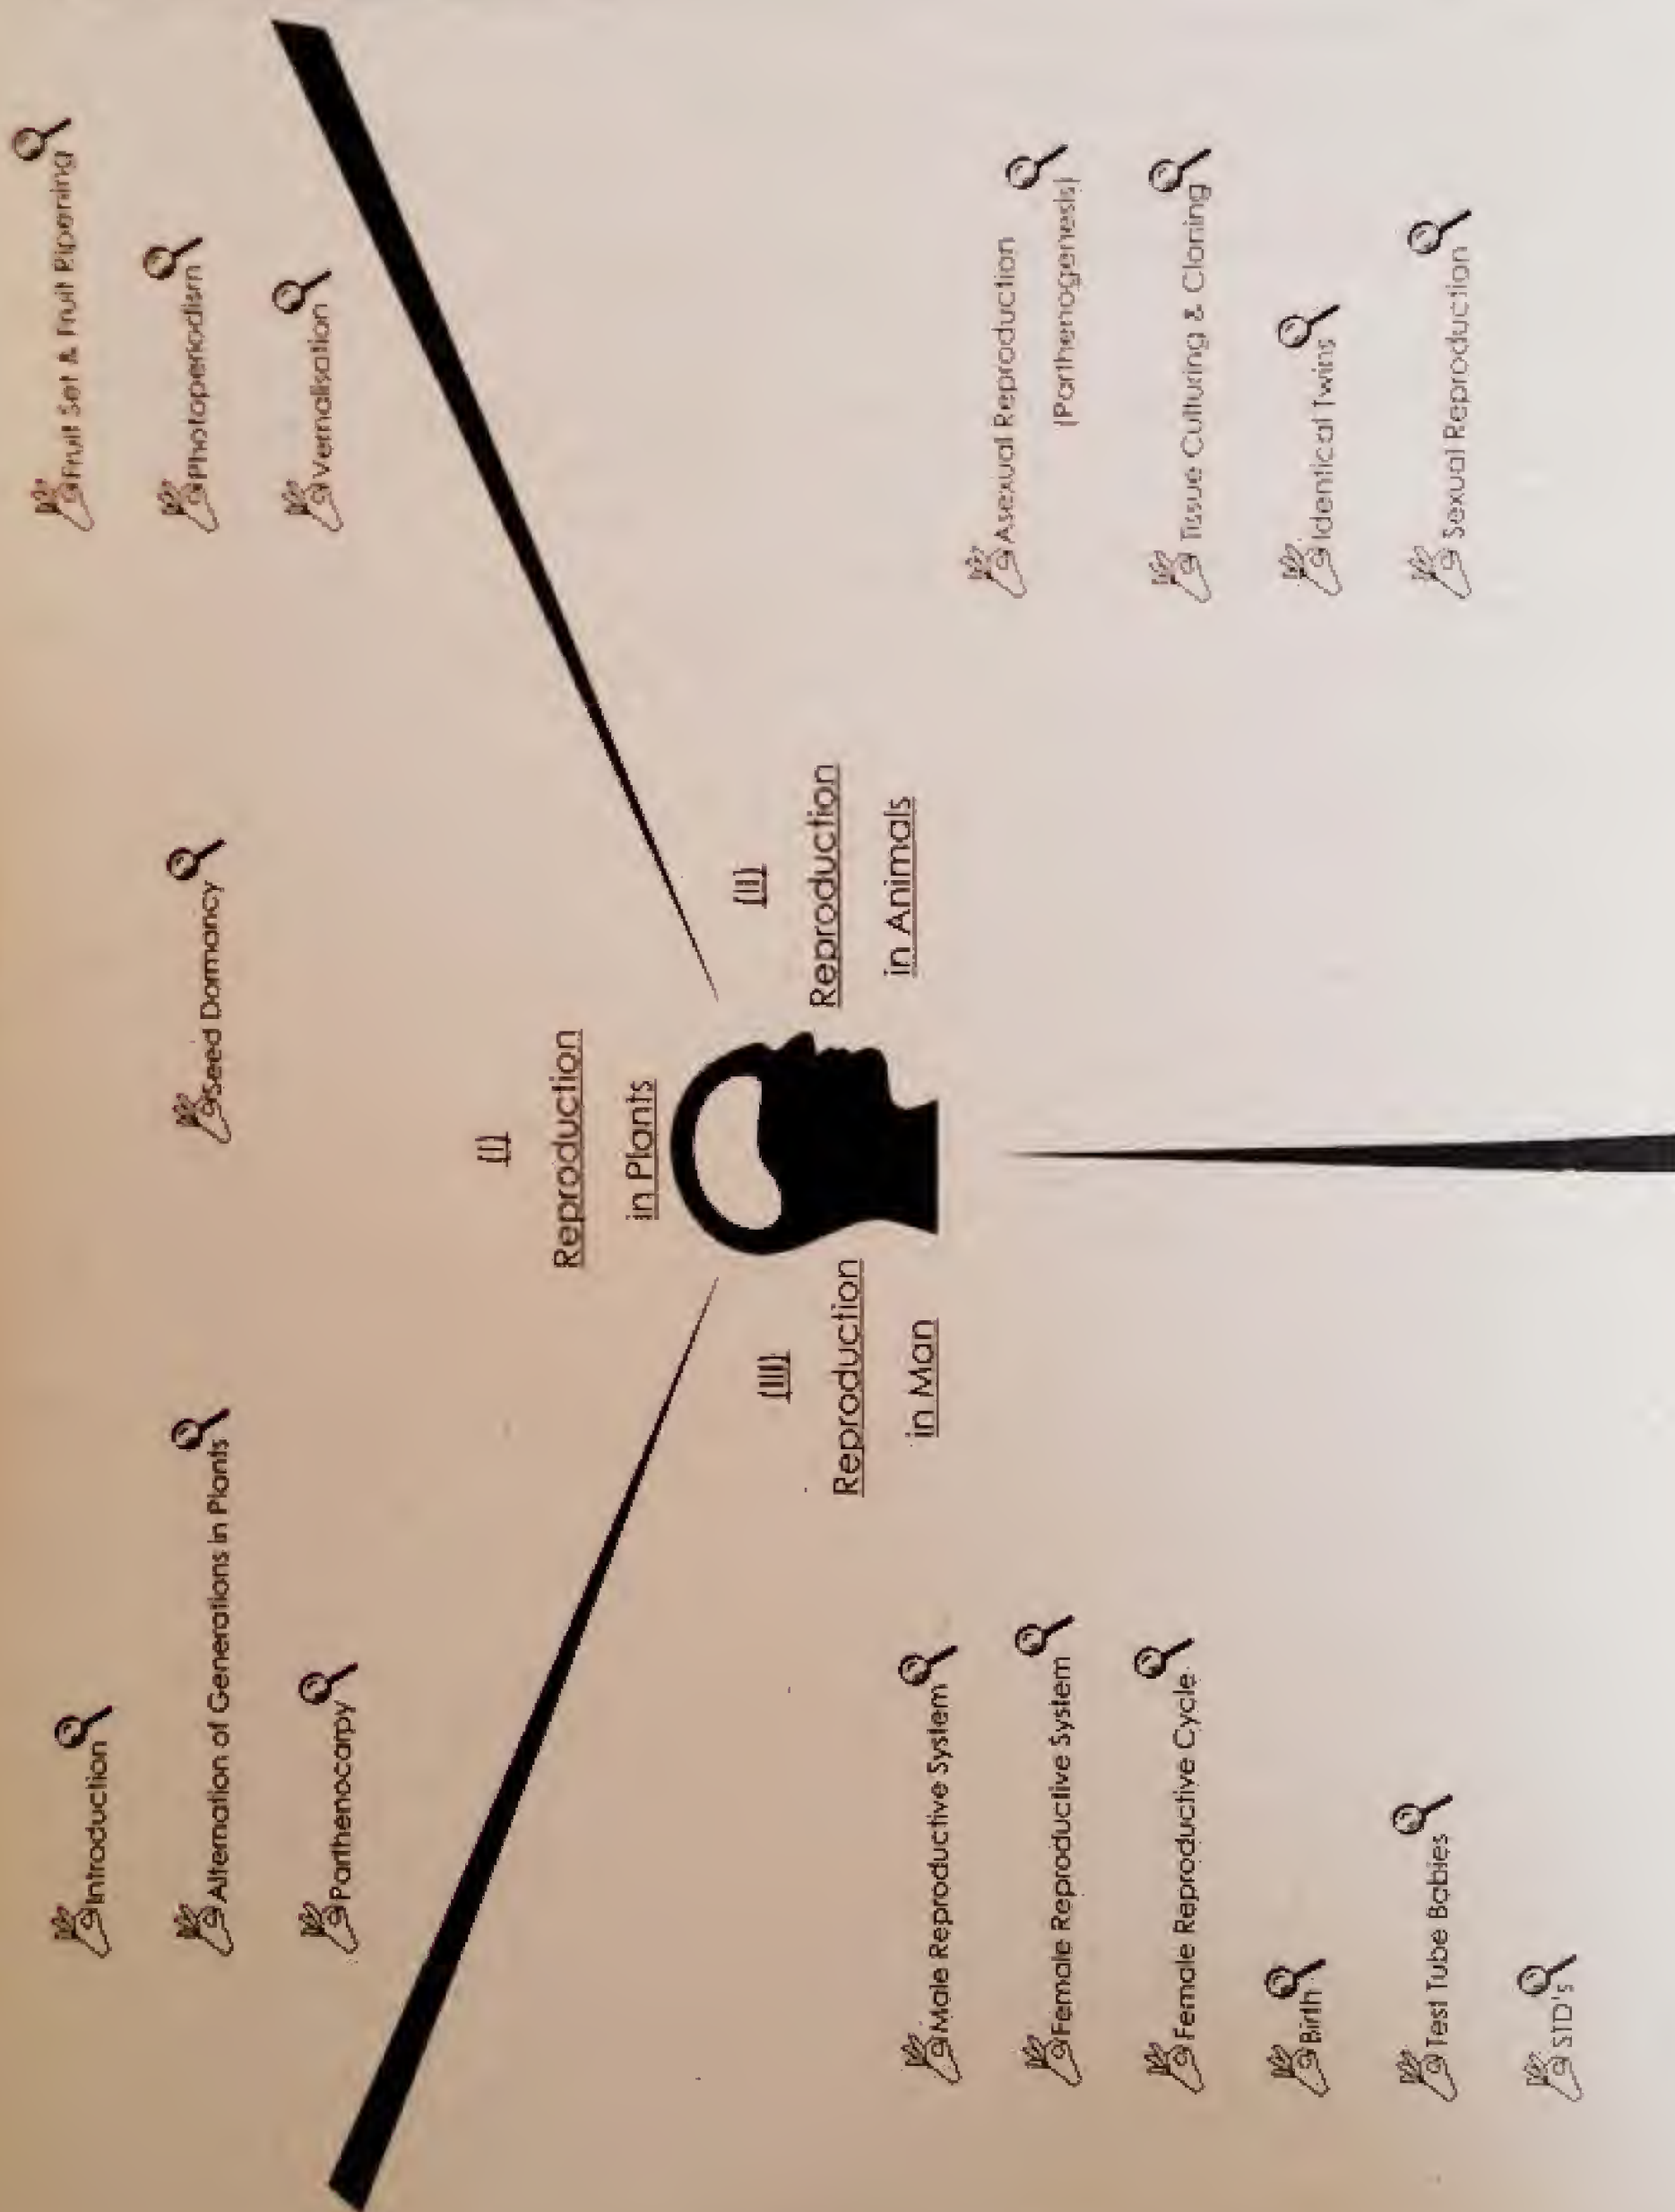 Introduction
Alternation of Generations in Plants
Parthenocarpy
Seed Dormancy
Fruit Set & Fruit Ripening
Photoperiodism
Vernalisation
(I)
Reproduction
in Plants
(II)
Reproduction
in Animals
(III)
Reproduction
in Man
Male Reproductive System
Female Reproductive System
Female Reproductive Cycle
Birth
Test Tube Babies
STD's
Asexual Reproduction
(Parthenogenesis)
Tissue Culturing & Cloning
Identical Twins
Sexual Reproduction